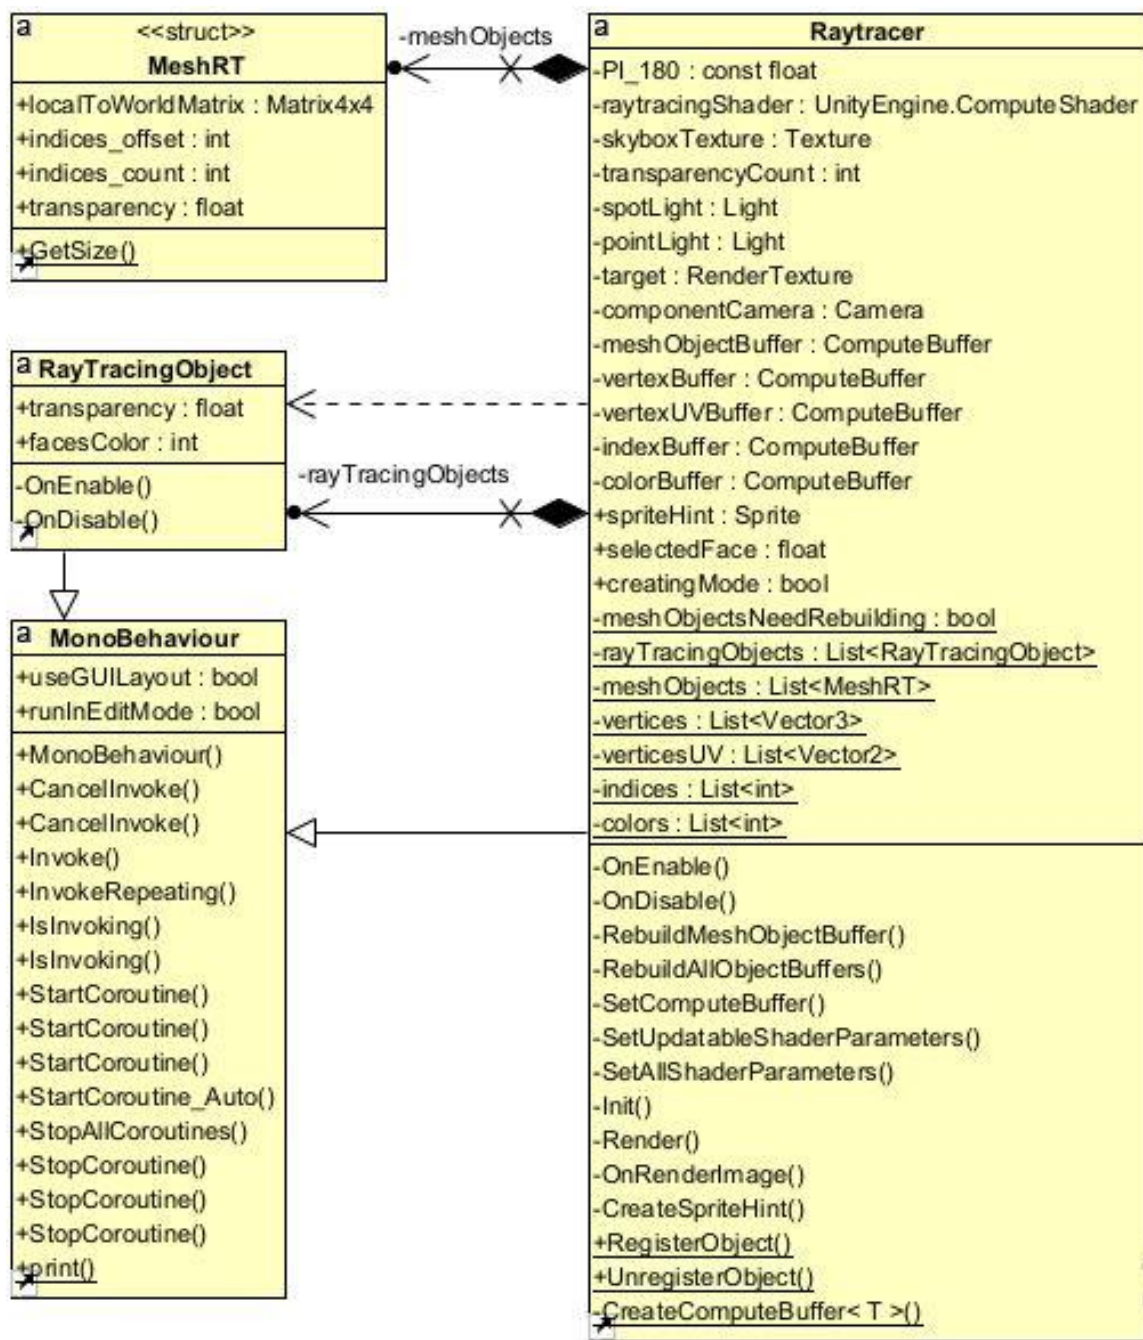 a
<<struct>>
MeshRT
+localToWorldMatrix : Matrix4x4
+indices_offset : int
+indices_count : int
+transparency : float
+GetSize()
-meshObjects
a
RayTracingObject
+transparency : float
+facesColor : int
-OnEnable()
-OnDisable()
-rayTracingObjects
a
MonoBehaviour
+useGUILayout : bool
+runInEditMode : bool
+MonoBehaviour()
+CancelInvoke()
+CancelInvoke()
+Invoke()
+InvokeRepeating()
+IsInvoking()
+IsInvoking()
+StartCoroutine()
+StartCoroutine()
+StartCoroutine()
+StartCoroutine_Auto()
+StopAllCoroutines()
+StopCoroutine()
+StopCoroutine()
+StopCoroutine()
+print()
a
Raytracer
-PI_180 : const float
-raytracingShader : UnityEngine.ComputeShader
-skyboxTexture : Texture
-transparencyCount : int
-spotLight : Light
-pointLight : Light
-target : RenderTexture
-componentCamera : Camera
-meshObjectBuffer : ComputeBuffer
-vertexBuffer : ComputeBuffer
-vertexUVBuffer : ComputeBuffer
-indexBuffer : ComputeBuffer
-colorBuffer : ComputeBuffer
+spriteHint : Sprite
+selectedFace : float
+creatingMode : bool
-meshObjectsNeedRebuilding : bool
-rayTracingObjects : List<RayTracingObject>
-meshObjects : List<MeshRT>
-vertices : List<Vector3>
-verticesUV : List<Vector2>
-indices : List<int>
-colors : List<int>
-OnEnable()
-OnDisable()
-RebuildMeshObjectBuffer()
-RebuildAllObjectBuffers()
-SetComputeBuffer()
-SetUpdatableShaderParameters()
-SetAllShaderParameters()
-Init()
-Render()
-OnRenderImage()
-CreateSpriteHint()
+RegisterObject()
+UnregisterObject()
-CreateComputeBuffer< T >()